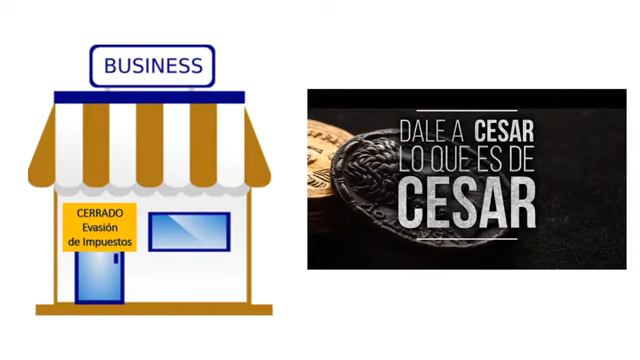 BUSINESS
CERRADO
Evasión
de Impuestos
DALE A CESAR
LO QUE ES DE
CESAR